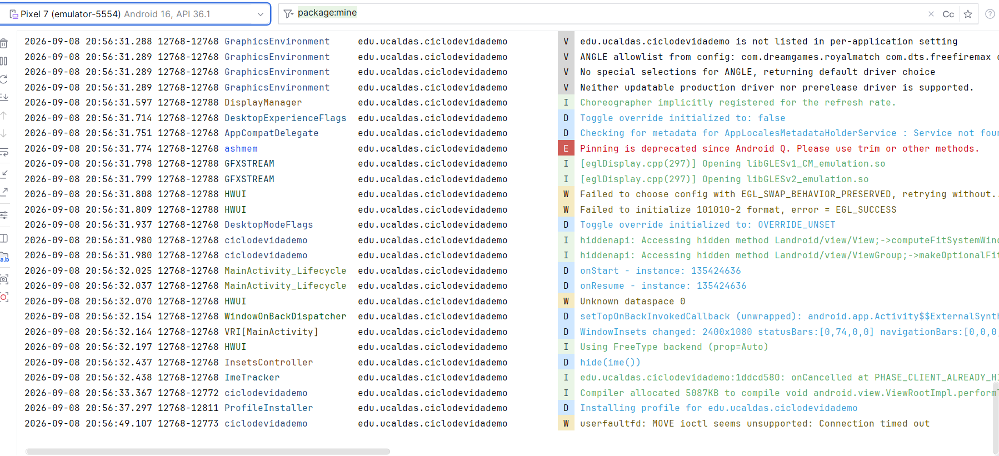 Pixel 7 (emulator-5554) Android 16, API 36.1
package:mine
Cc
2026-09-08 20:56:31.288 12768-12768 GraphicsEnvironment edu.ucaldas.ciclodevidademo V edu.ucaldas.ciclodevidademo is not listed in per-application setting
2026-09-08 20:56:31.289 12768-12768 GraphicsEnvironment edu.ucaldas.ciclodevidademo V ANGLE allowlist from config: com.dreamgames.royalmatch com.dts.freefiremax
2026-09-08 20:56:31.289 12768-12768 GraphicsEnvironment edu.ucaldas.ciclodevidademo V No special selections for ANGLE, returning default driver choice
2026-09-08 20:56:31.289 12768-12768 GraphicsEnvironment edu.ucaldas.ciclodevidademo V Neither updatable production driver nor prerelease driver is supported.
2026-09-08 20:56:31.597 12768-12788 DisplayManager edu.ucaldas.ciclodevidademo I Choreographer implicitly registered for the refresh rate.
2026-09-08 20:56:31.714 12768-12768 DesktopExperienceFlags edu.ucaldas.ciclodevidademo D Toggle override initialized to: false
2026-09-08 20:56:31.751 12768-12768 AppCompatDelegate edu.ucaldas.ciclodevidademo D Checking for metadata for AppLocalesMetadataHolderService : Service not foun
2026-09-08 20:56:31.774 12768-12768 ashmem edu.ucaldas.ciclodevidademo E Pinning is deprecated since Android Q. Please use trim or other methods.
2026-09-08 20:56:31.798 12768-12788 GFXSTREAM edu.ucaldas.ciclodevidademo I [eglDisplay.cpp(297)] Opening libGLESv1_CM_emulation.so
2026-09-08 20:56:31.799 12768-12788 GFXSTREAM edu.ucaldas.ciclodevidademo I [eglDisplay.cpp(297)] Opening libGLESv2_emulation.so
2026-09-08 20:56:31.808 12768-12788 HWUI edu.ucaldas.ciclodevidademo W Failed to choose config with EGL_SWAP_BEHAVIOR_PRESERVED, retrying without..
2026-09-08 20:56:31.809 12768-12788 HWUI edu.ucaldas.ciclodevidademo W Failed to initialize 101010-2 format, error = EGL_SUCCESS
2026-09-08 20:56:31.937 12768-12768 DesktopModeFlags edu.ucaldas.ciclodevidademo D Toggle override initialized to: OVERRIDE_UNSET
2026-09-08 20:56:31.980 12768-12768 ciclodevidademo edu.ucaldas.ciclodevidademo I hiddenapi: Accessing hidden method Landroid/view/View;->computeFitSystemWind
2026-09-08 20:56:31.980 12768-12768 ciclodevidademo edu.ucaldas.ciclodevidademo I hiddenapi: Accessing hidden method Landroid/view/ViewGroup;->makeOptionalFit
2026-09-08 20:56:32.025 12768-12768 MainActivity_Lifecycle edu.ucaldas.ciclodevidademo D onStart - instance: 135424636
2026-09-08 20:56:32.037 12768-12768 MainActivity_Lifecycle edu.ucaldas.ciclodevidademo D onResume - instance: 135424636
2026-09-08 20:56:32.070 12768-12768 HWUI edu.ucaldas.ciclodevidademo W Unknown dataspace 0
2026-09-08 20:56:32.154 12768-12768 WindowOnBackDispatcher edu.ucaldas.ciclodevidademo D setTopOnBackInvokedCallback (unwrapped): android.app.Activity$$ExternalSynth
2026-09-08 20:56:32.164 12768-12768 VRI[MainActivity] edu.ucaldas.ciclodevidademo D WindowInsets changed: 2400x1080 statusBars:[0,74,0,0] navigationBars:[0,0,0,
2026-09-08 20:56:32.197 12768-12768 HWUI edu.ucaldas.ciclodevidademo I Using FreeType backend (prop=Auto)
2026-09-08 20:56:32.437 12768-12768 InsetsController edu.ucaldas.ciclodevidademo D hide(ime())
2026-09-08 20:56:32.438 12768-12768 ImeTracker edu.ucaldas.ciclodevidademo I edu.ucaldas.ciclodevidademo:1ddcd580: onCancelled at PHASE_CLIENT_ALREADY_HI
2026-09-08 20:56:33.367 12768-12772 ciclodevidademo edu.ucaldas.ciclodevidademo I Compiler allocated 5087KB to compile void android.view.ViewRootImpl.performT
2026-09-08 20:56:37.297 12768-12811 ProfileInstaller edu.ucaldas.ciclodevidademo D Installing profile for edu.ucaldas.ciclodevidademo
2026-09-08 20:56:49.107 12768-12773 ciclodevidademo edu.ucaldas.ciclodevidademo W userfaultfd: MOVE ioctl seems unsupported: Connection timed out